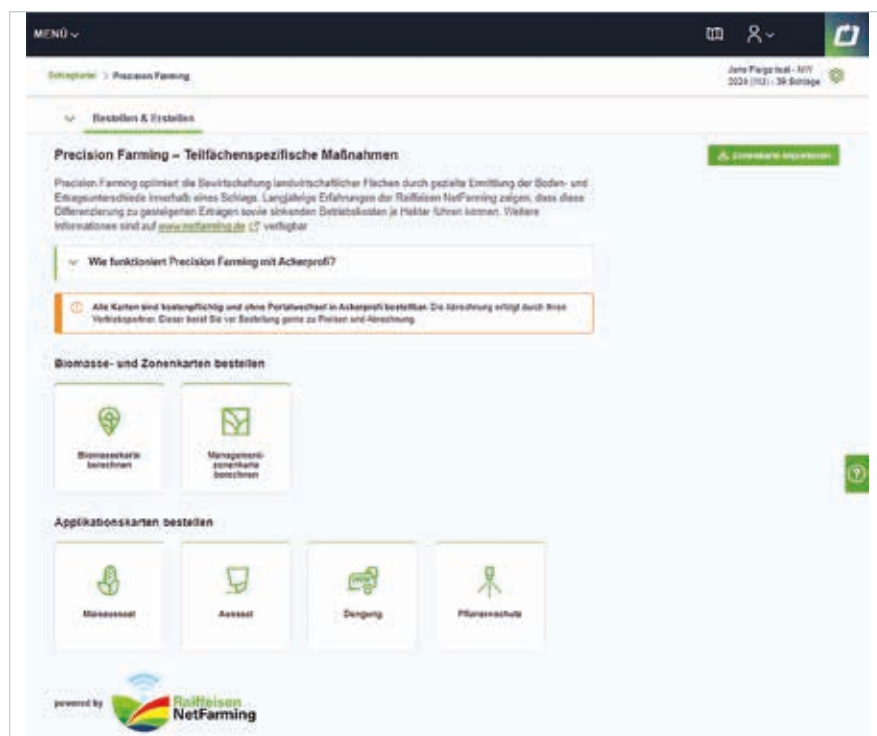 MENÜ
Schlagkartei > Precision Farming
2024
39 Schläge
Bestellen & Erstellen
Precision Farming – Teilfächenspezifische Maßnahmen
Zonenkarte importieren
Precision Farming optimiert die Bewirtschaftung landwirtschaftlicher Flächen durch gezielte Ermittlung der Boden- und
Ertragsunterschiede innerhalb eines Schlags. Langjährige Erfahrungen der Raiffeisen NetFarming zeigen, dass diese
Differenzierung zu gesteigerten Erträgen sowie sinkenden Betriebskosten je Hektar führen können. Weitere
Informationen sind auf www.netfarming.de verfügbar
Wie funktioniert Precision Farming mit Ackerprofi?
Alle Karten sind kostenpflichtig und ohne Portalwechsel in Ackerprofi bestellbar. Die Abrechnung erfolgt durch Ihren
Vertriebspartner. Dieser berät Sie vor Bestellung gerne zu Preisen und Abrechnung.
Biomasse- und Zonenkarten bestellen
Biomassekarte
berechnen
Management-
zonenkarte
berechnen
Applikationskarten bestellen
Maisaussaat
Aussaat
Düngung
Pflanzenschutz
powered by
Raiffeisen
NetFarming